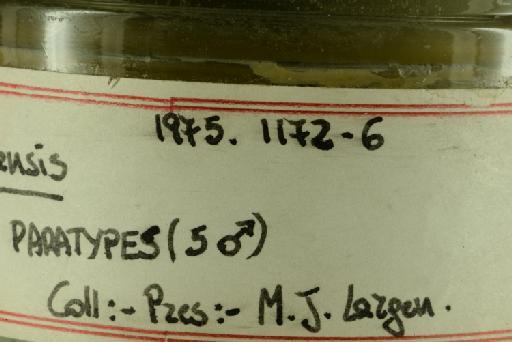 1975. 1172-6
ensis
PARATYPES (5 ♂)
Coll:- Pres:- M.J. Largen.